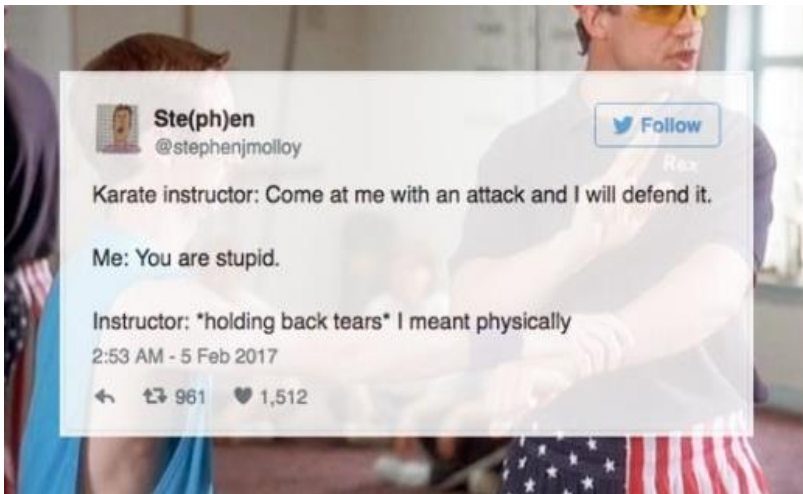 Ste(ph)en
@stephenjmolloy
Follow
Rex
Karate instructor: Come at me with an attack and I will defend it.
Me: You are stupid.
Instructor: *holding back tears* I meant physically
2:53 AM - 5 Feb 2017
961 1,512